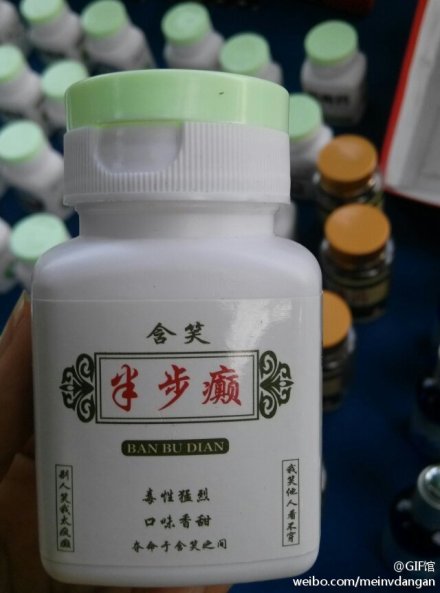 含笑
半步癫
BAN BU DIAN
毒性猛烈
口味香甜
夺命于含笑之间
别人笑我太疯癫
我笑他人看不穿
@GIF馆
weibo.com/meinvdangan